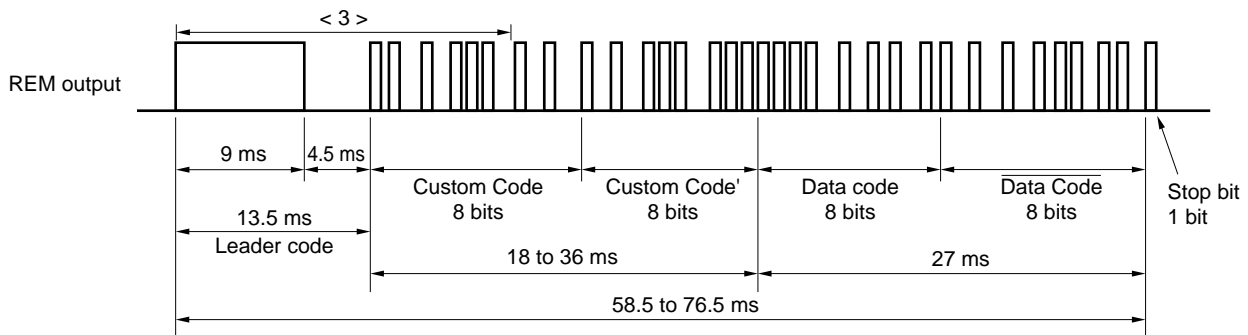 < 3 >
REM output
9 ms
4.5 ms
Custom Code
8 bits
Custom Code'
8 bits
Data code
8 bits
Data Code
8 bits
Stop bit
1 bit
13.5 ms
Leader code
18 to 36 ms
27 ms
58.5 to 76.5 ms